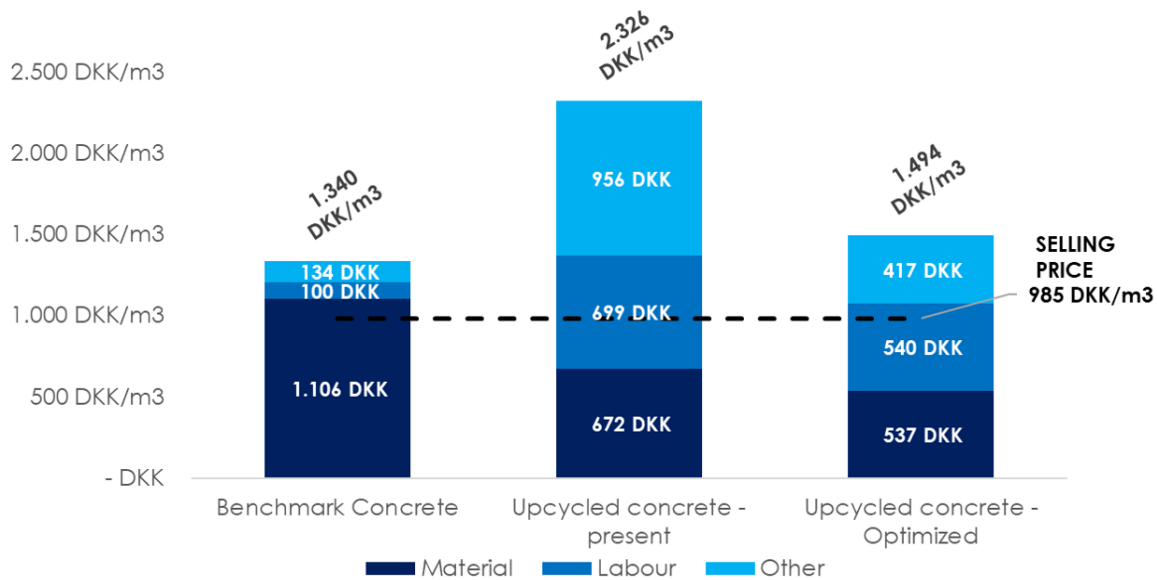 2.500 DKK/m3
2.000 DKK/m3
1.500 DKK/m3
1.000 DKK/m3
500 DKK/m3
- DKK
1.340
DKK/m3
134 DKK
100 DKK
1.106 DKK
2.326
DKK/m3
956 DKK
699 DKK
672 DKK
1.494
DKK/m3
417 DKK
540 DKK
537 DKK
SELLING
PRICE
985 DKK/m3
Benchmark Concrete
Upcycled concrete -
present
Upcycled concrete -
Optimized
Material
Labour
Other